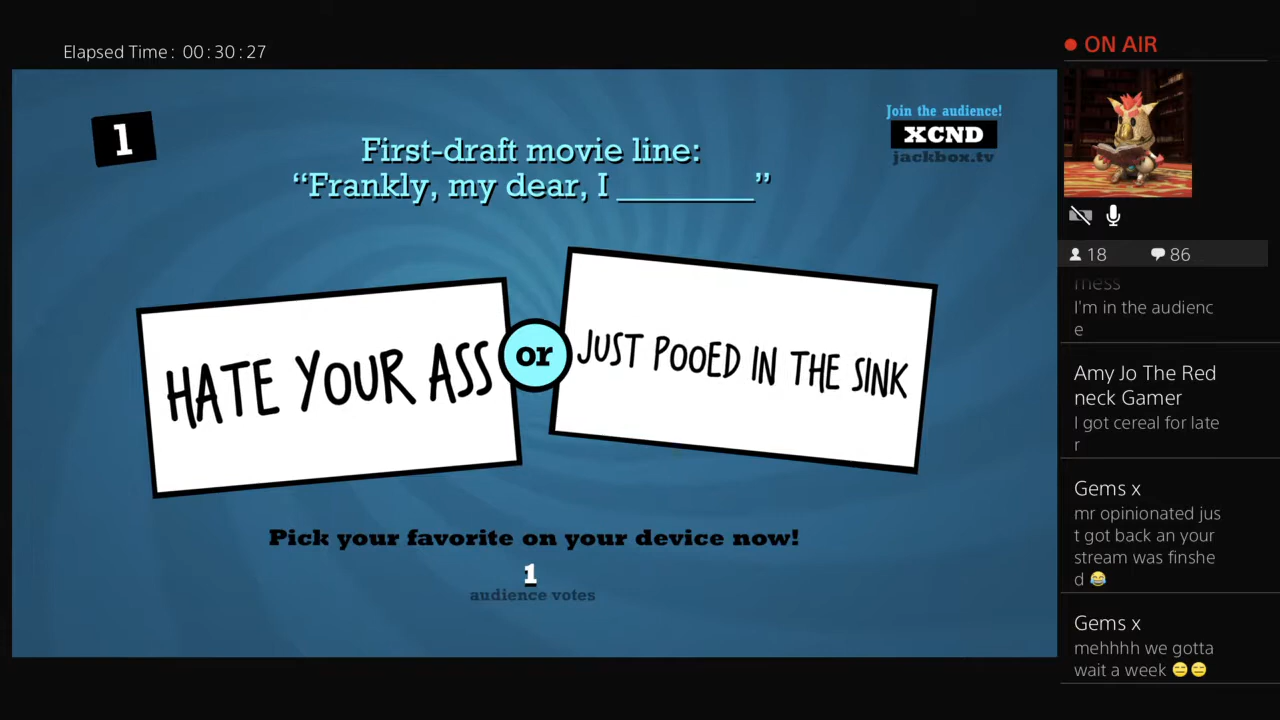 Elapsed Time: 00:30:27
ON AIR
1
First-draft movie line:
“Frankly, my dear, I ________”
Join the audience!
XCND
jackbox.tv
HATE YOUR ASS
or
JUST POOED IN THE SINK
Pick your favorite on your device now!
1
audience votes
18 86
mess
I'm in the audienc
e
Amy Jo The Red
neck Gamer
I got cereal for late
r
Gems x
mr opinionated jus
t got back an your
stream was finshe
d 😂
Gems x
mehhhh we gotta
wait a week 😑😑